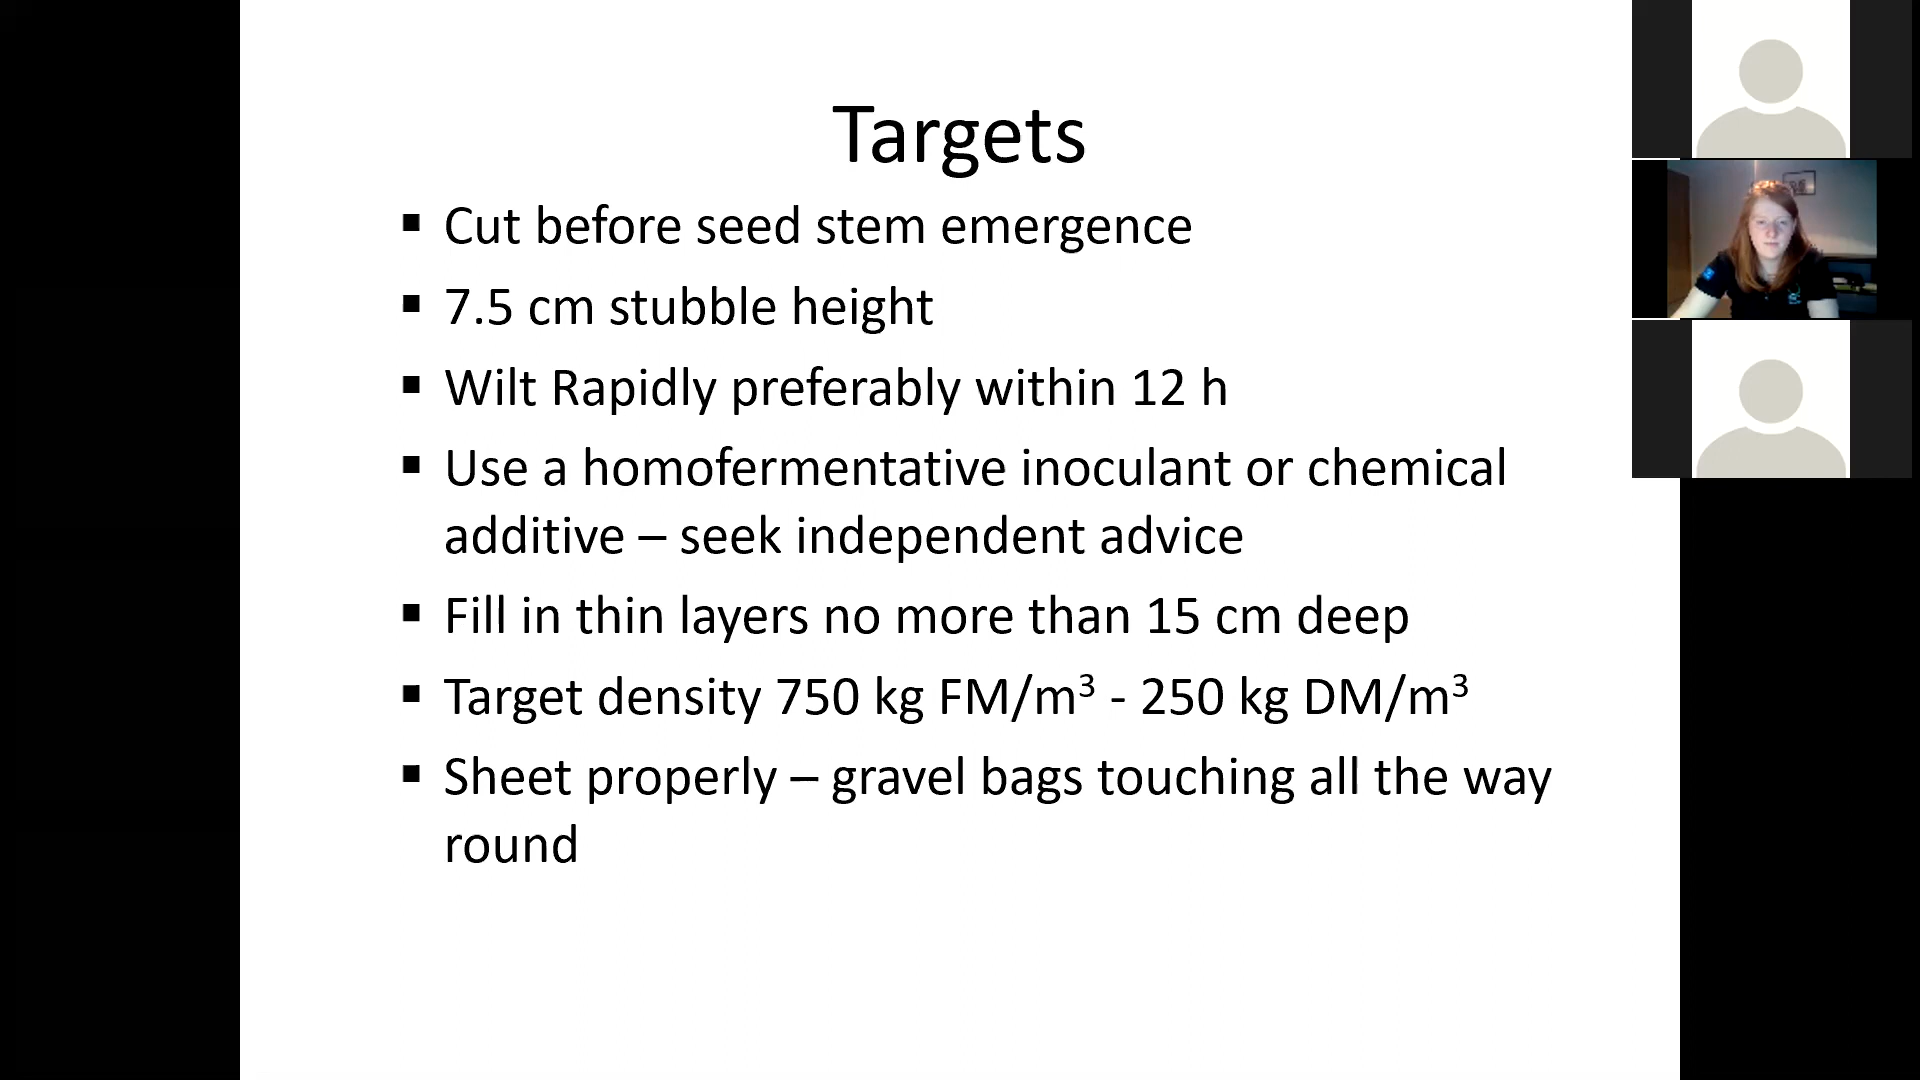 Targets
▪ Cut before seed stem emergence
▪ 7.5 cm stubble height
▪ Wilt Rapidly preferably within 12 h
▪ Use a homofermentative inoculant or chemical
additive – seek independent advice
▪ Fill in thin layers no more than 15 cm deep
▪ Target density 750 kg FM/m³ - 250 kg DM/m³
▪ Sheet properly – gravel bags touching all the way
round